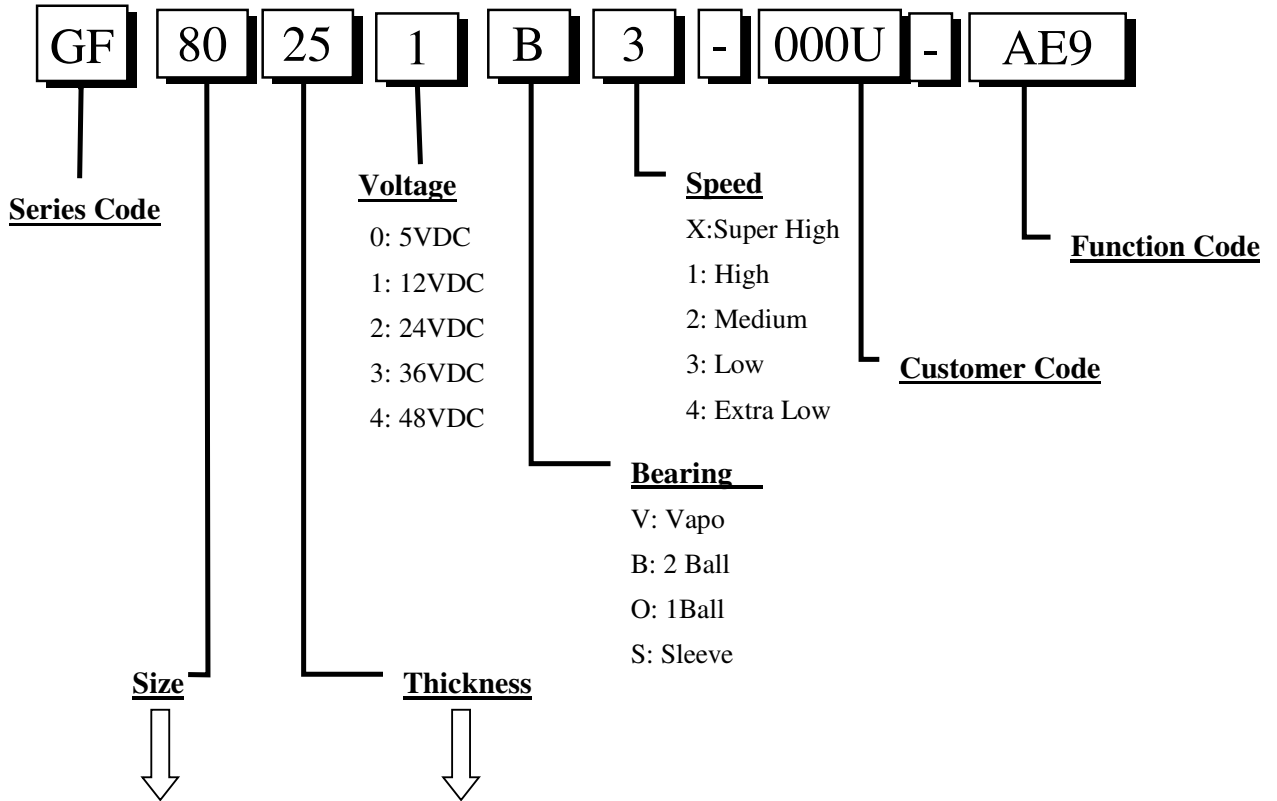 GF 80 25 1 B 3 - 000U - AE9
Series Code
Voltage
0: 5VDC
1: 12VDC
2: 24VDC
3: 36VDC
4: 48VDC
Speed
X:Super High
1: High
2: Medium
3: Low
4: Extra Low
Function Code
Customer Code
Bearing
V: Vapo
B: 2 Ball
O: 1Ball
S: Sleeve
Size
Thickness